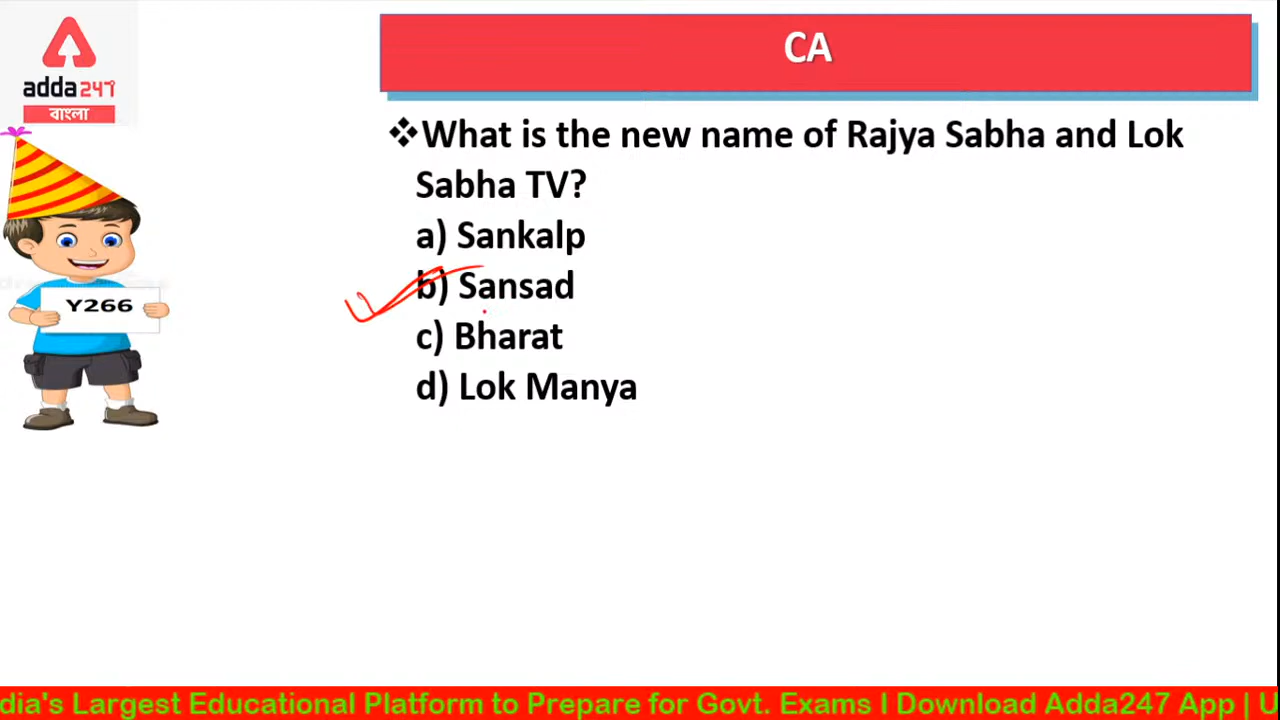 adda247
বাংলা
CA
❖What is the new name of Rajya Sabha and Lok
Sabha TV?
a) Sankalp
b) Sansad
c) Bharat
d) Lok Manya
Y266
dia's Largest Educational Platform to Prepare for Govt. Exams I Download Adda247 App | U